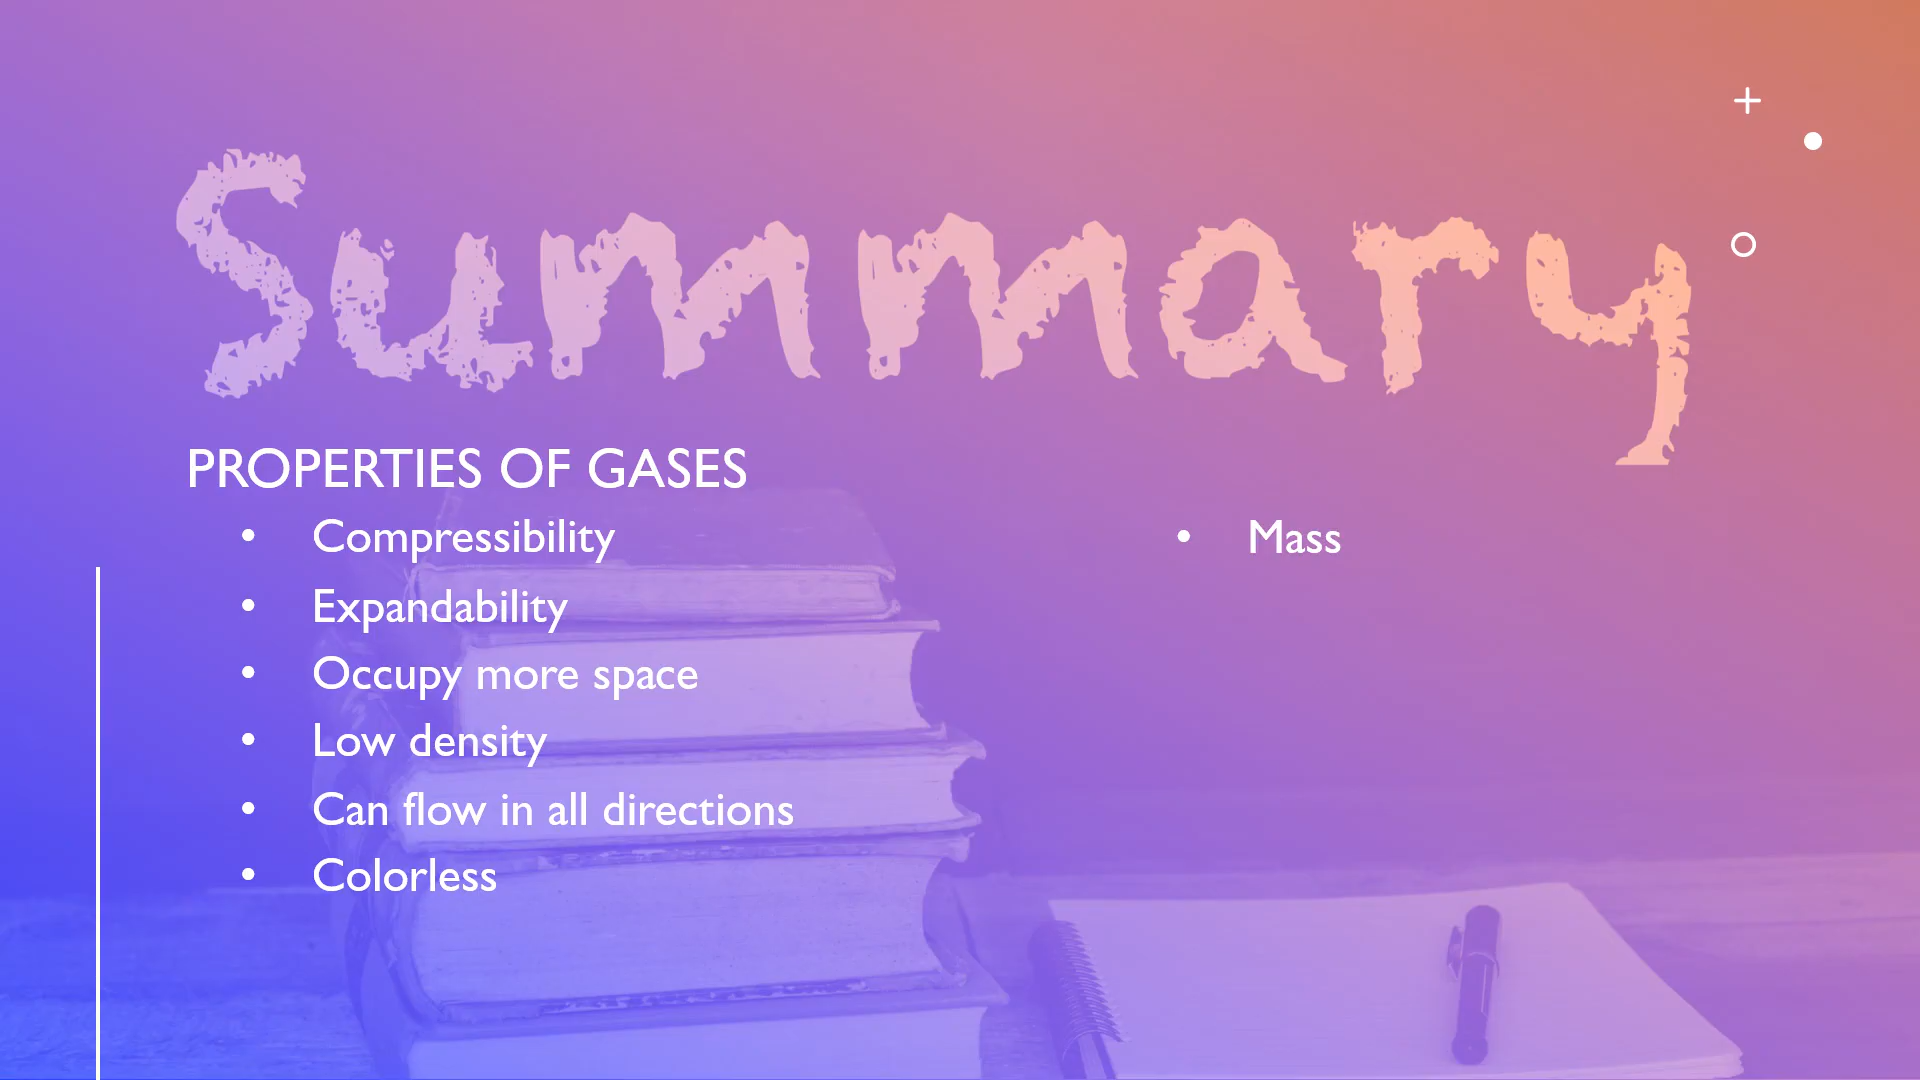 Summary
PROPERTIES OF GASES
• Compressibility
• Expandability
• Occupy more space
• Low density
• Can flow in all directions
• Colorless
• Mass